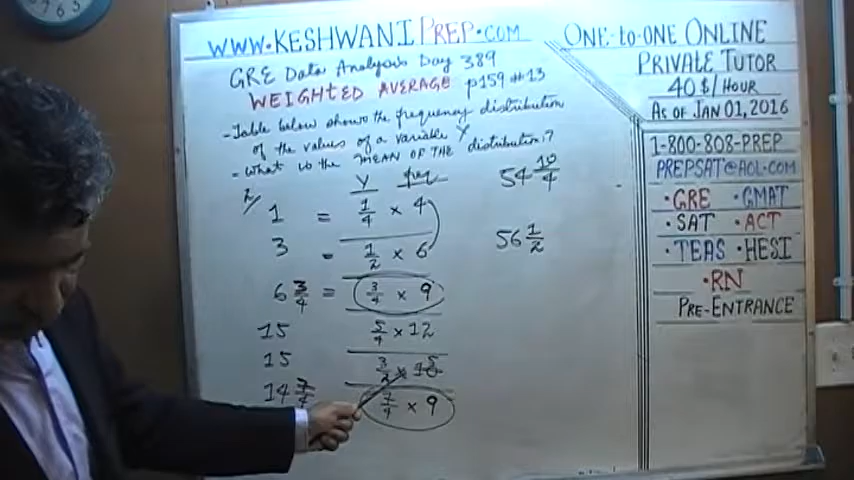 WWW.KESHWANIPREP.COM
GRE Data Analysis Day 389
WEIGHTED AVERAGE p159 #13
- Table below shows the frequency distribution
of the values of a variable Y
- What is the MEAN OF THE distribution?
Y freq
1 = 1/4 × 4
3 = 1/2 × 6
6 3/4 = 3/4 × 9
15 5/4 × 12
15 3/2 ×
14 7/4 7/4 × 9
54 10/4
56 1/2
ONE-to-ONE ONLINE
PRIVATE TUTOR
40$/HOUR
AS OF JAN 01, 2016
1-800-808-PREP
PREPSAT@AOL.COM
• GRE • GMAT
• SAT • ACT
• TEAS • HESI
• RN
PRE-ENTRANCE